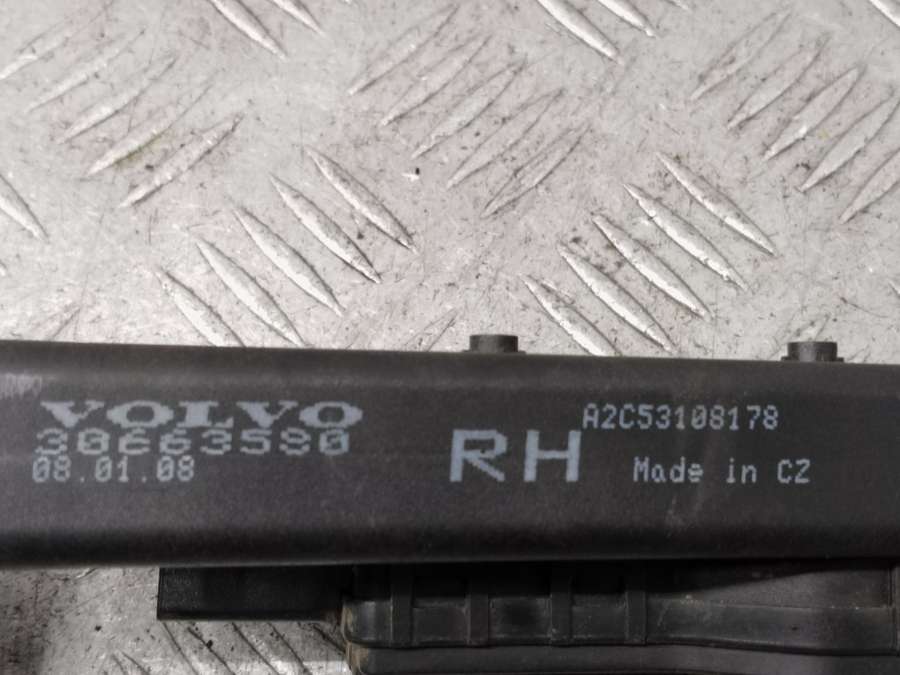 VOLVO
30663580
08.01.08
RH
A2C53108178
Made in CZ